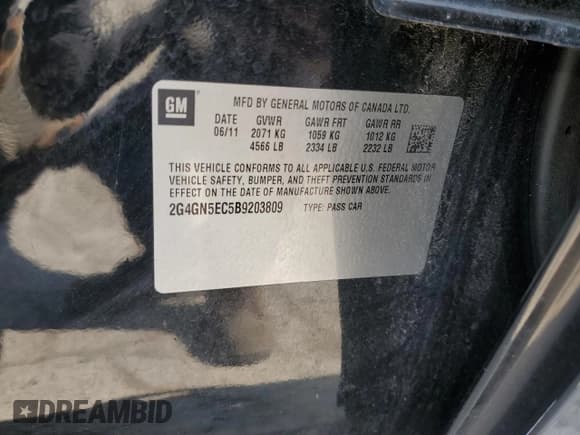 GM
MFD BY GENERAL MOTORS OF CANADA LTD.
DATE GVWR GAWR FRT GAWR RR
06/11 2071 KG 1059 KG 1012 KG
4566 LB 2334 LB 2232 LB
THIS VEHICLE CONFORMS TO ALL APPLICABLE U.S. FEDERAL MOTOR
VEHICLE SAFETY, BUMPER, AND THEFT PREVENTION STANDARDS IN
EFFECT ON THE DATE OF MANUFACTURE SHOWN ABOVE.
2G4GN5EC5B9203809 TYPE: PASS CAR
DREAMBID